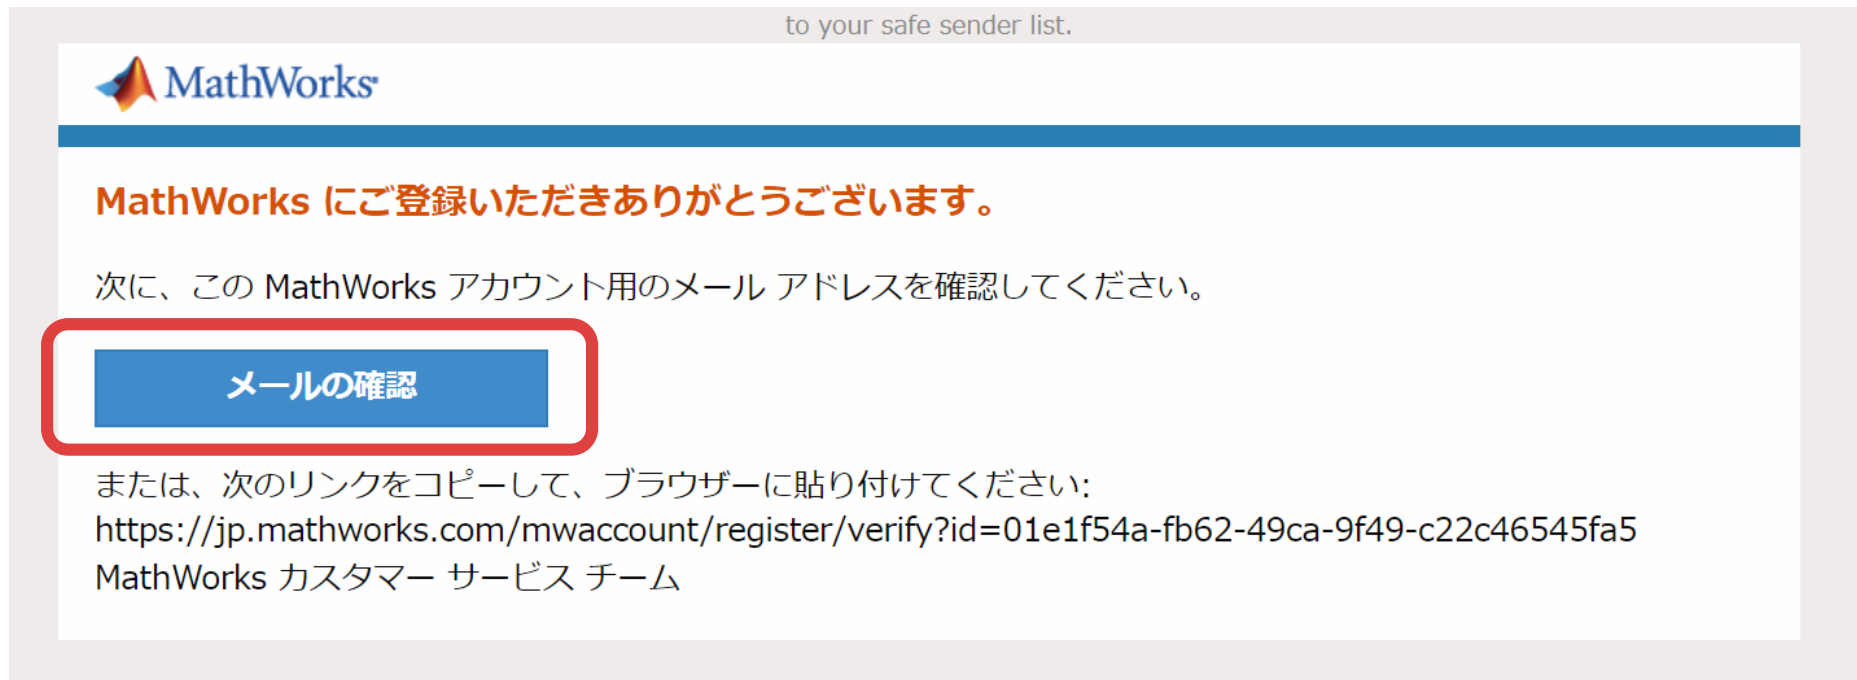 to your safe sender list.
MathWorks®
MathWorks にご登録いただきありがとうございます。
次に、この MathWorks アカウント用のメール アドレスを確認してください。
メールの確認
または、次のリンクをコピーして、ブラウザーに貼り付けてください:
https://jp.mathworks.com/mwaccount/register/verify?id=01e1f54a-fb62-49ca-9f49-c22c46545fa5
MathWorks カスタマー サービス チーム